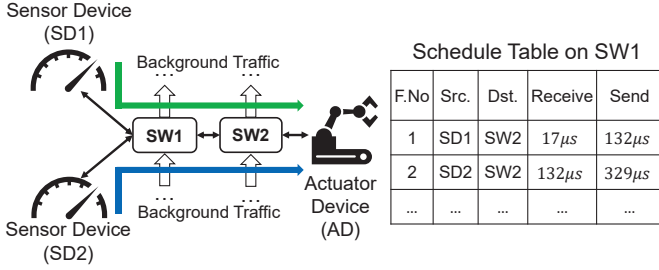 Sensor Device
(SD1)
Background Traffic
...
...
SW1
SW2
...
...
Background Traffic
Sensor Device
(SD2)
Actuator
Device
(AD)
Schedule Table on SW1
F.No Src. Dst. Receive Send
1 SD1 SW2 17μs 132μs
2 SD2 SW2 132μs 329μs
... ... ... ... ...